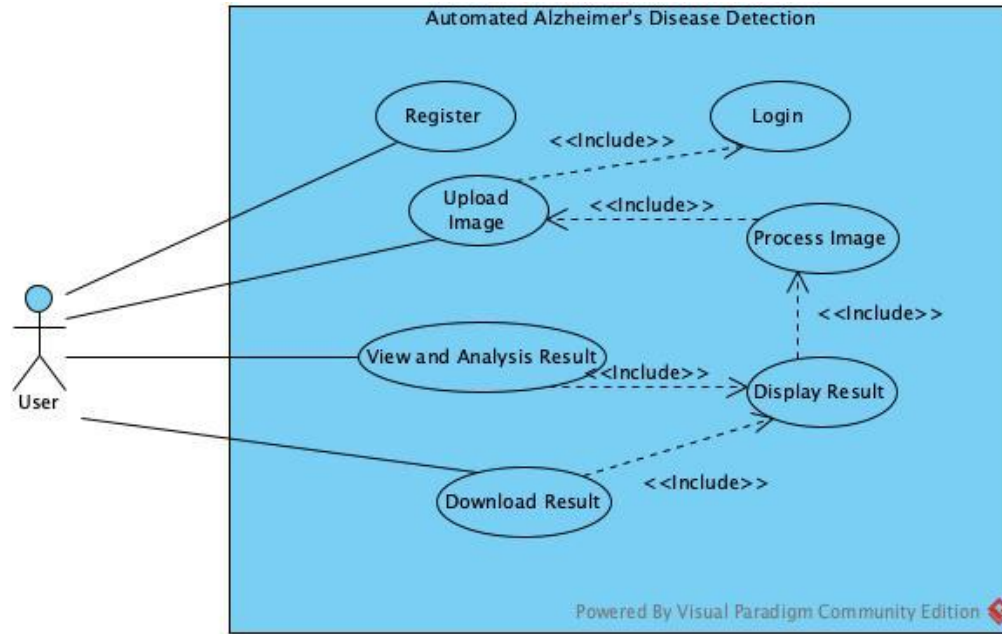 Automated Alzheimer's Disease Detection
Register
Login
<<Include>>
Upload
Image
<<Include>>
Process Image
<<Include>>
View and Analysis Result
<<Include>>
Display Result
User
<<Include>>
Download Result
Powered By Visual Paradigm Community Edition